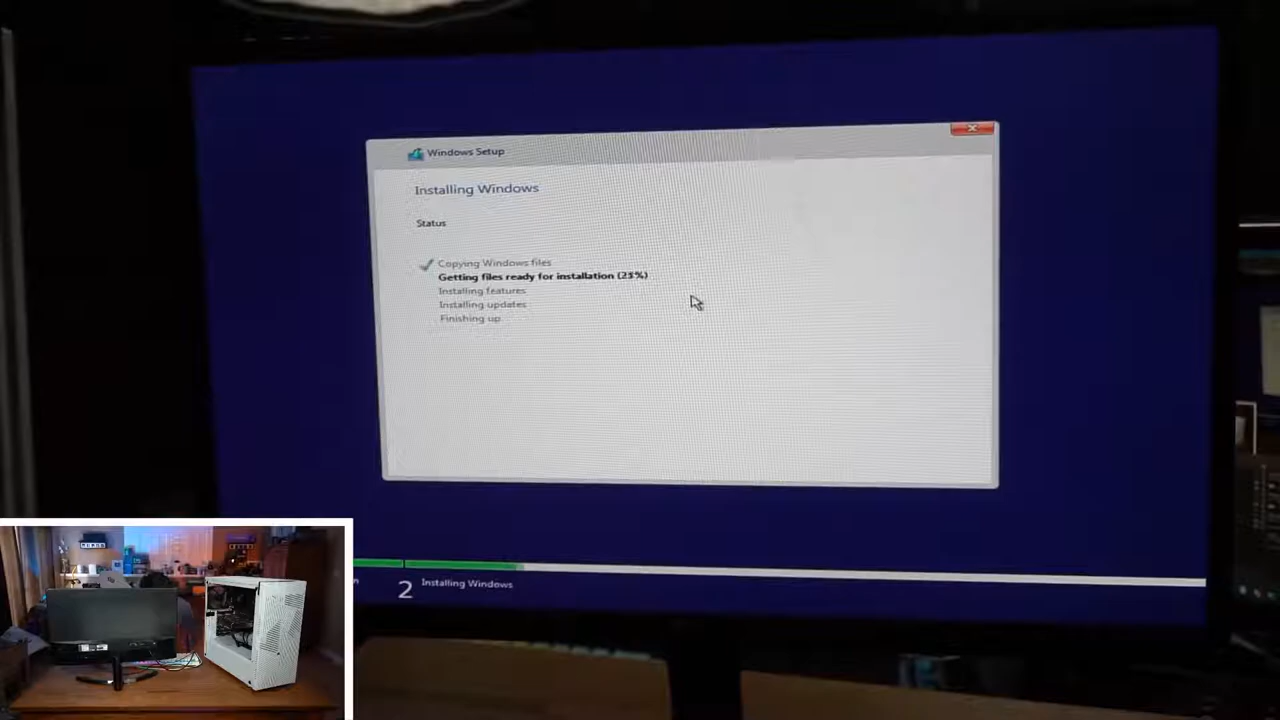 Windows Setup
Installing Windows
Status
Copying Windows files
Getting files ready for installation (23%)
Installing features
Installing updates
Finishing up
2 Installing Windows